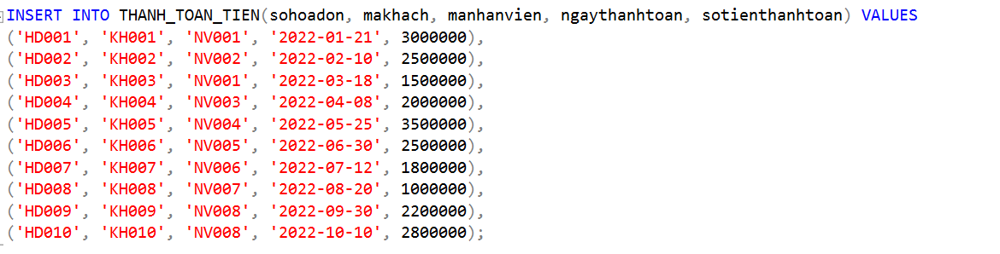 INSERT INTO THANH_TOAN_TIEN(sohoadon, makhach, manhanvien, ngaythanhtoan, sotienthanhtoan) VALUES
('HD001', 'KH001', 'NV001', '2022-01-21', 3000000),
('HD002', 'KH002', 'NV002', '2022-02-10', 2500000),
('HD003', 'KH003', 'NV001', '2022-03-18', 1500000),
('HD004', 'KH004', 'NV003', '2022-04-08', 2000000),
('HD005', 'KH005', 'NV004', '2022-05-25', 3500000),
('HD006', 'KH006', 'NV005', '2022-06-30', 2500000),
('HD007', 'KH007', 'NV006', '2022-07-12', 1800000),
('HD008', 'KH008', 'NV007', '2022-08-20', 1000000),
('HD009', 'KH009', 'NV008', '2022-09-30', 2200000),
('HD010', 'KH010', 'NV008', '2022-10-10', 2800000);